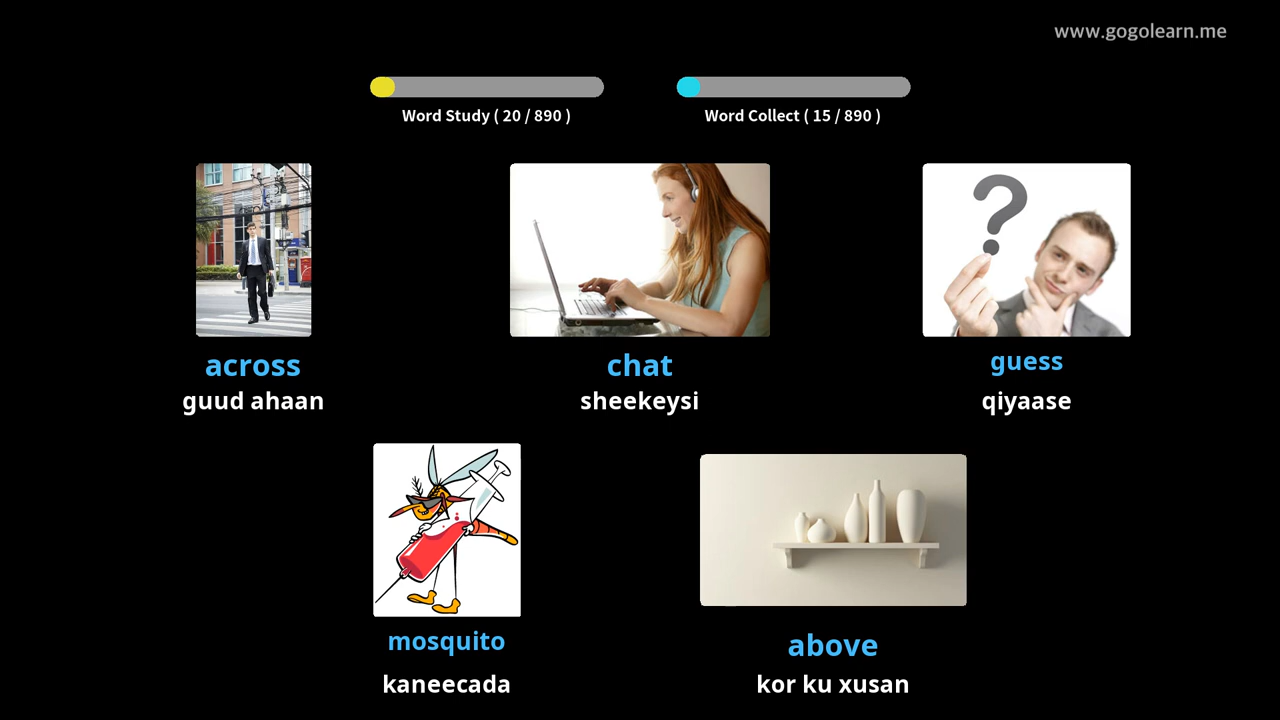 www.gogolearn.me
Word Study ( 20 / 890 )
Word Collect ( 15 / 890 )
across
guud ahaan
chat
sheekeysi
guess
qiyaase
mosquito
kaneecada
above
kor ku xusan